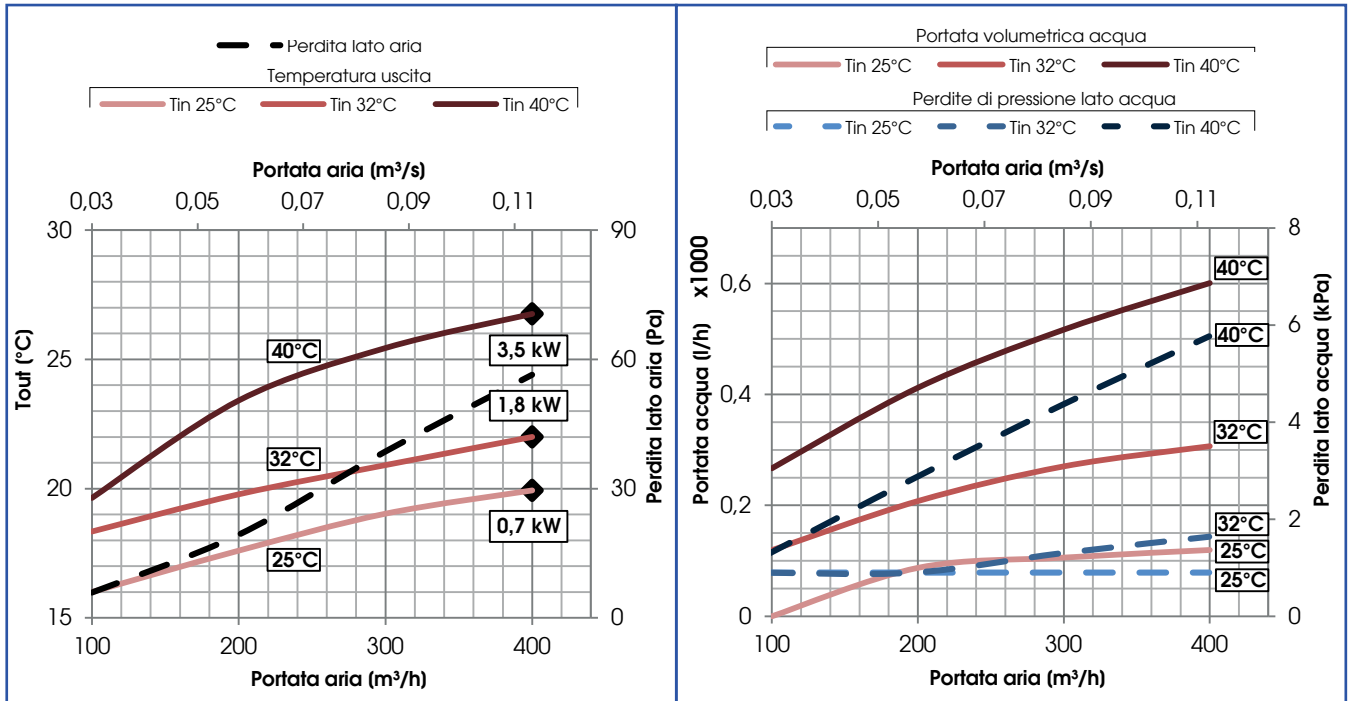 Perdita lato aria
Temperatura uscita
Tin 25°C Tin 32°C Tin 40°C
Portata aria (m³/s)
0,03 0,05 0,07 0,09 0,11
30 90
25 60
20 30
15 0
Tout (°C)
Perdita lato aria (Pa)
40°C
3,5 kW
1,8 kW
32°C
0,7 kW
25°C
100 200 300 400
Portata aria (m³/h)
Portata volumetrica acqua
Tin 25°C Tin 32°C Tin 40°C
Perdite di pressione lato acqua
Tin 25°C Tin 32°C Tin 40°C
Portata aria (m³/s)
0,03 0,05 0,07 0,09 0,11
x1000
Portata acqua (l/h)
0,6
0,4
0,2
0
8
6
4
2
0
Perdita lato acqua (kPa)
40°C
40°C
32°C
32°C
25°C
25°C
100 200 300 400
Portata aria (m³/h)